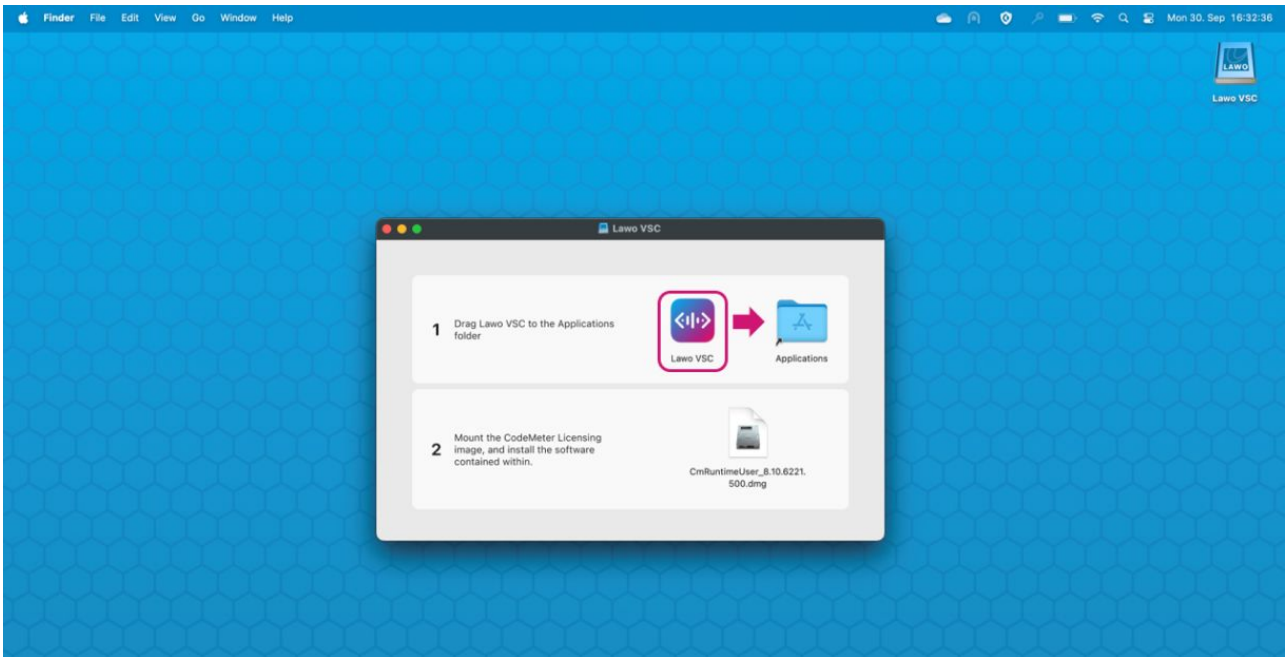 Finder File Edit View Go Window Help
Mon 30. Sep 16:32:36
LAWO
Lawo VSC
Lawo VSC
1
Drag Lawo VSC to the Applications
folder
Lawo VSC
Applications
2
Mount the CodeMeter Licensing
image, and install the software
contained within.
CmRuntimeUser_8.10.6221.
500.dmg